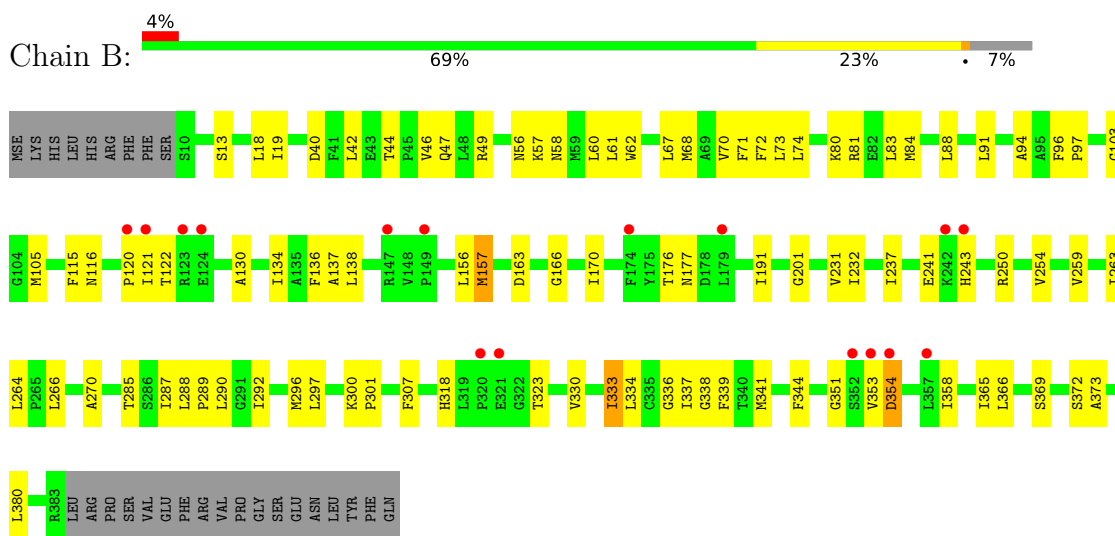 4%
Chain B:
69% 23% • 7%
MSE LYS HIS LEU HIS ARG PHE PHE SER S10 S13 L18 I19 D40 F41 L42 E43 T44 P45 V46 Q47 L48 R49 N56 K57 N58 M59 L60 L61 W62 L67 M68 A69 V70 F71 F72 L73 L74 K80 R81 E82 L83 M84 L88 L91 A94 A95 F96 P97 G103
G104 M105 F115 N116 P120 I121 T122 R123 E124 A130 I134 A135 F136 A137 L138 R147 V148 P149 L156 M157 D163 G166 I170 F174 Y175 T176 N177 D178 L179 I191 G201 V231 I232 I237 E241 K242 H243 R250 V254 V259 I263
L264 P265 L266 A270 T285 S286 I287 L288 P289 L290 G291 I292 M296 L297 K300 P301 F307 H318 L319 P320 E321 G322 T323 V330 I333 L334 C335 G336 I337 G338 F339 T340 M341 F344 G351 S352 V353 D354 L357 I358 I365 L366 S369 S372 A373
L380 R383 LEU ARG PRO SER VAL GLU PHE ARG VAL PRO GLY SER GLU ASN LEU TYR PHE GLN